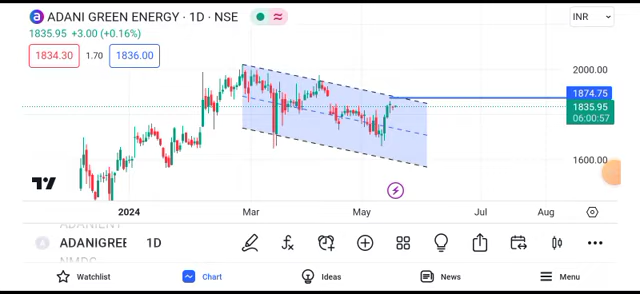 ADANI GREEN ENERGY · 1D · NSE
INR
1835.95 +3.00 (+0.16%)
1834.30 1.70 1836.00
2000.00
1874.75
1835.95
06:00:57
1600.00
2024 Mar May Jul Aug
ADANIENT
ADANIGREE 1D
Watchlist Chart Ideas News Menu